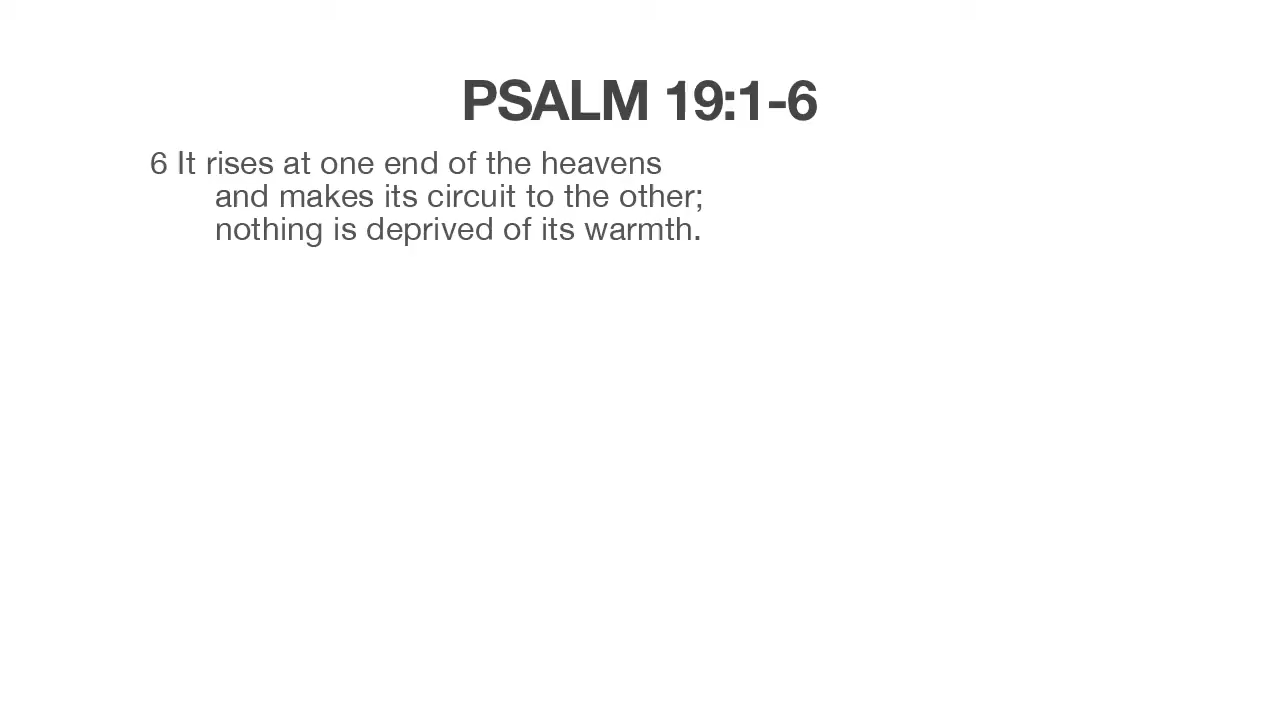 PSALM 19:1-6
6 It rises at one end of the heavens
and makes its circuit to the other;
nothing is deprived of its warmth.